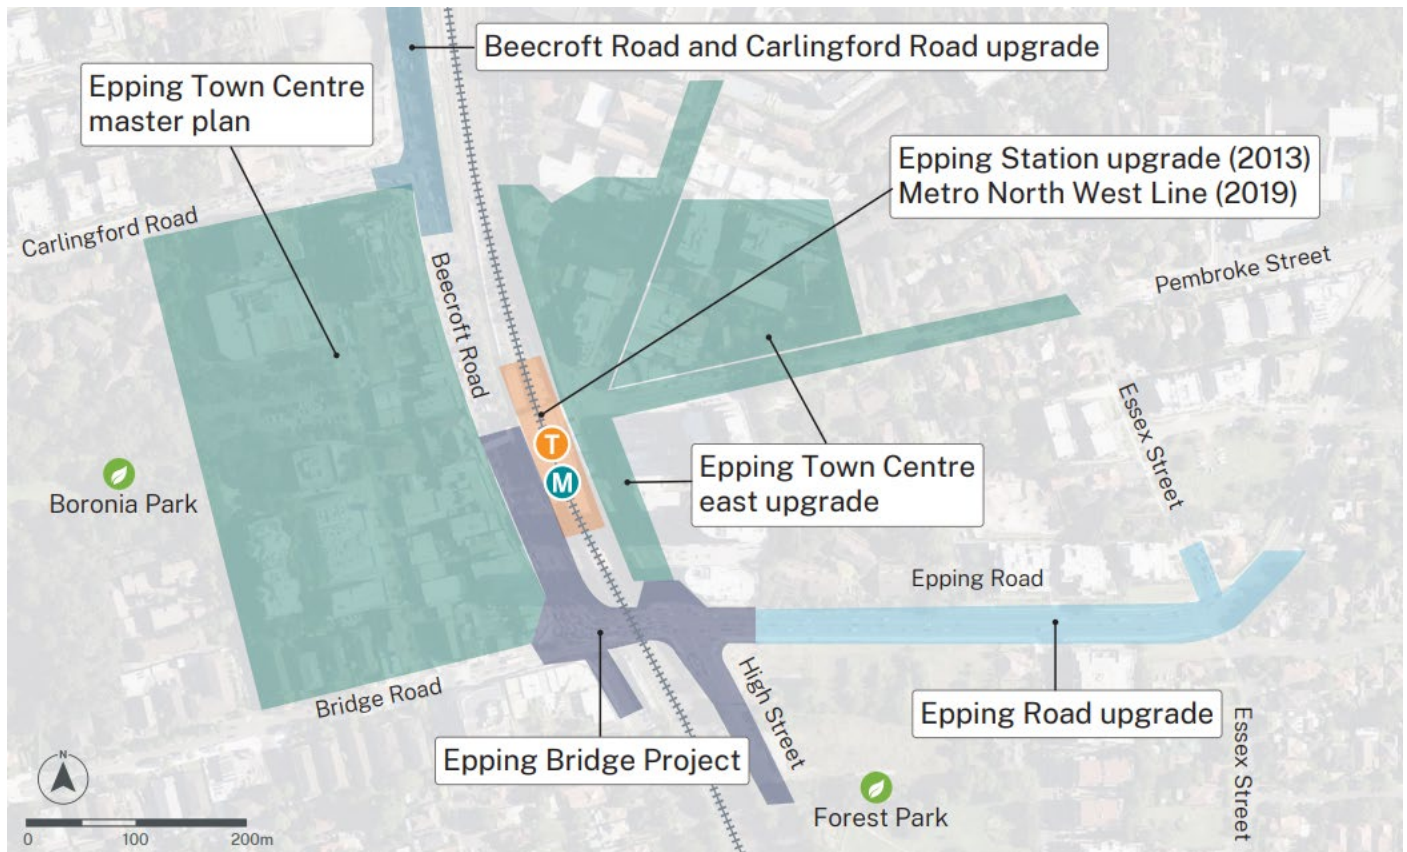 Beecroft Road and Carlingford Road upgrade
Epping Town Centre
master plan
Epping Station upgrade (2013)
Metro North West Line (2019)
Carlingford Road
Beecroft Road
Pembroke Street
Essex Street
T
M
Boronia Park
Epping Town Centre
east upgrade
Epping Road
Bridge Road
High Street
Epping Road upgrade
Essex Street
Epping Bridge Project
Forest Park
N
0 100 200m